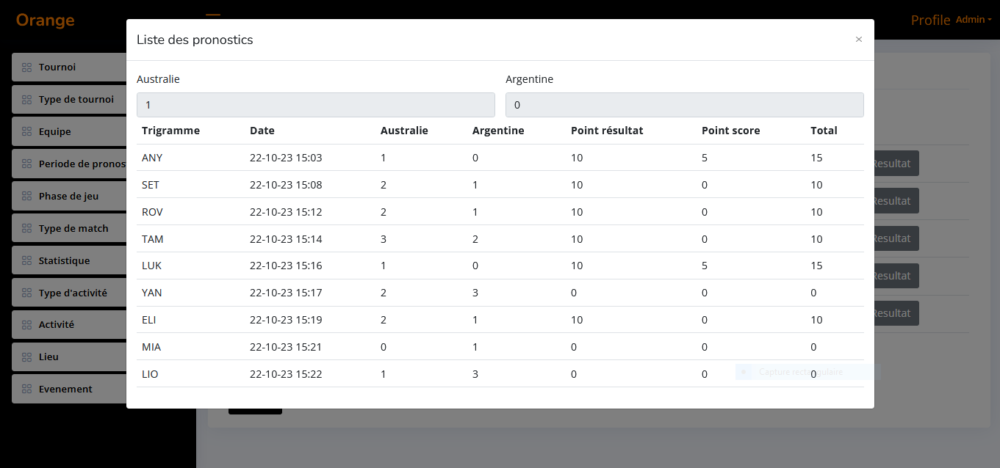 Orange
Profile Admin
Liste des pronostics
×
Tournoi
Type de tournoi
Equipe
Periode de pronos
Phase de jeu
Type de match
Statistique
Type d'activité
Activité
Lieu
Evenement
Australie Argentine
1 0
Trigramme Date Australie Argentine Point résultat Point score Total
ANY 22-10-23 15:03 1 0 10 5 15
SET 22-10-23 15:08 2 1 10 0 10
ROV 22-10-23 15:12 2 1 10 0 10
TAM 22-10-23 15:14 3 2 10 0 10
LUK 22-10-23 15:16 1 0 10 5 15
YAN 22-10-23 15:17 2 3 0 0 0
ELI 22-10-23 15:19 2 1 10 0 10
MIA 22-10-23 15:21 0 1 0 0 0
LIO 22-10-23 15:22 1 3 0 0 0
Capture rectangulaire
Resultat
Resultat
Resultat
Resultat
Resultat